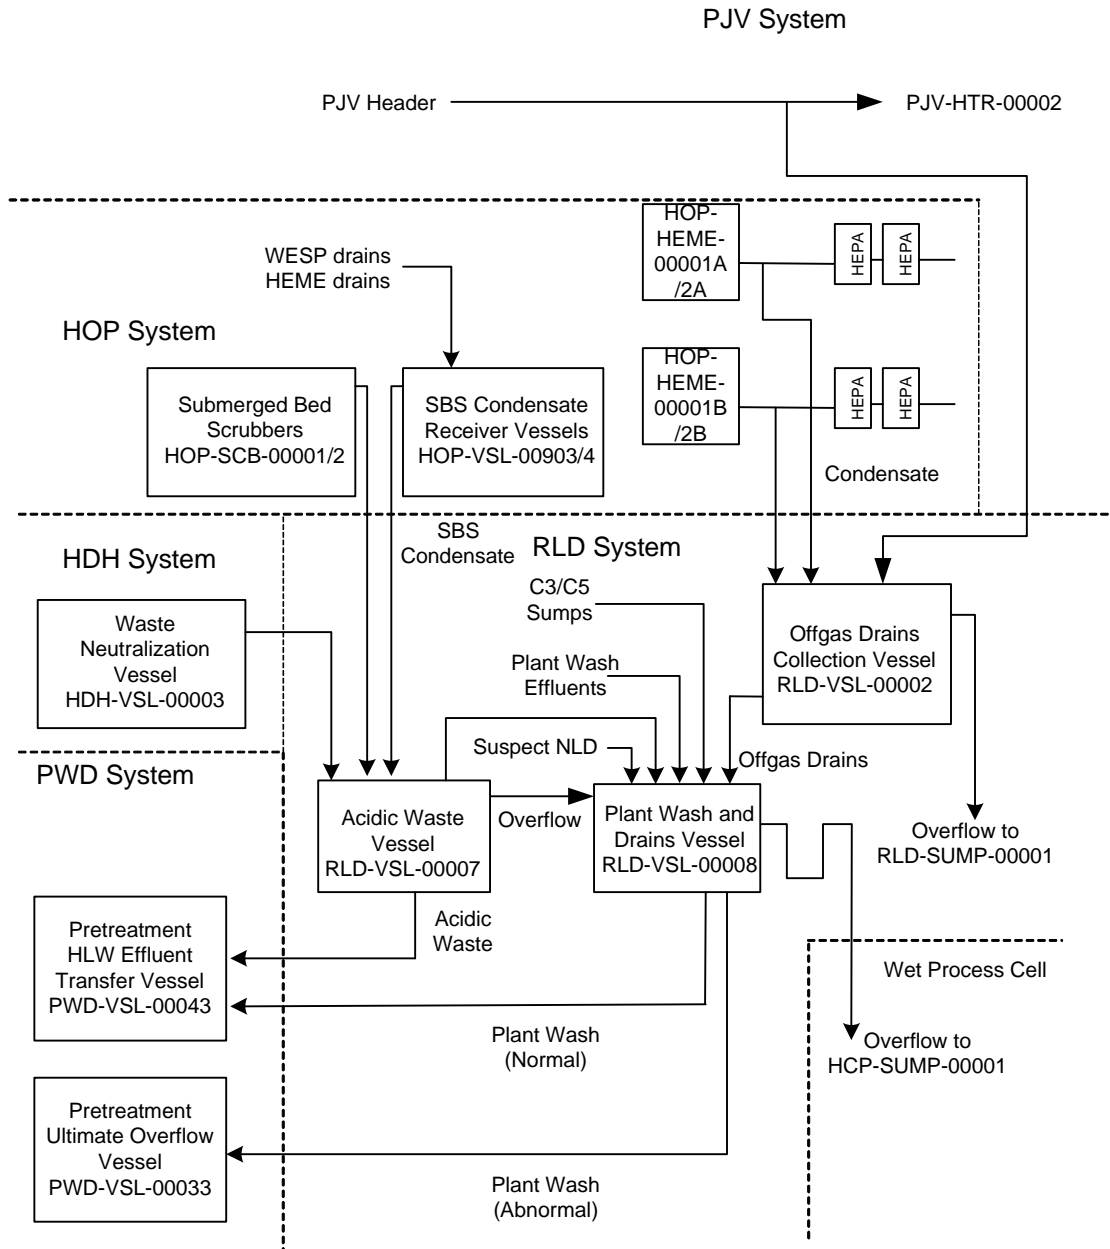 PJV System
PJV Header
PJV-HTR-00002
HOP-
HEME-
00001A
/2A
HEPA
HEPA
WESP drains
HEME drains
HOP System
HOP-
HEME-
00001B
/2B
HEPA
HEPA
Submerged Bed
Scrubbers
HOP-SCB-00001/2
SBS Condensate
Receiver Vessels
HOP-VSL-00903/4
Condensate
SBS
Condensate
HDH System
RLD System
C3/C5
Sumps
Waste
Neutralization
Vessel
HDH-VSL-00003
Plant Wash
Effluents
Offgas Drains
Collection Vessel
RLD-VSL-00002
PWD System
Suspect NLD
Offgas Drains
Acidic Waste
Vessel
RLD-VSL-00007
Overflow
Plant Wash and
Drains Vessel
RLD-VSL-00008
Overflow to
RLD-SUMP-00001
Acidic
Waste
Pretreatment
HLW Effluent
Transfer Vessel
PWD-VSL-00043
Wet Process Cell
Plant Wash
(Normal)
Overflow to
HCP-SUMP-00001
Pretreatment
Ultimate Overflow
Vessel
PWD-VSL-00033
Plant Wash
(Abnormal)